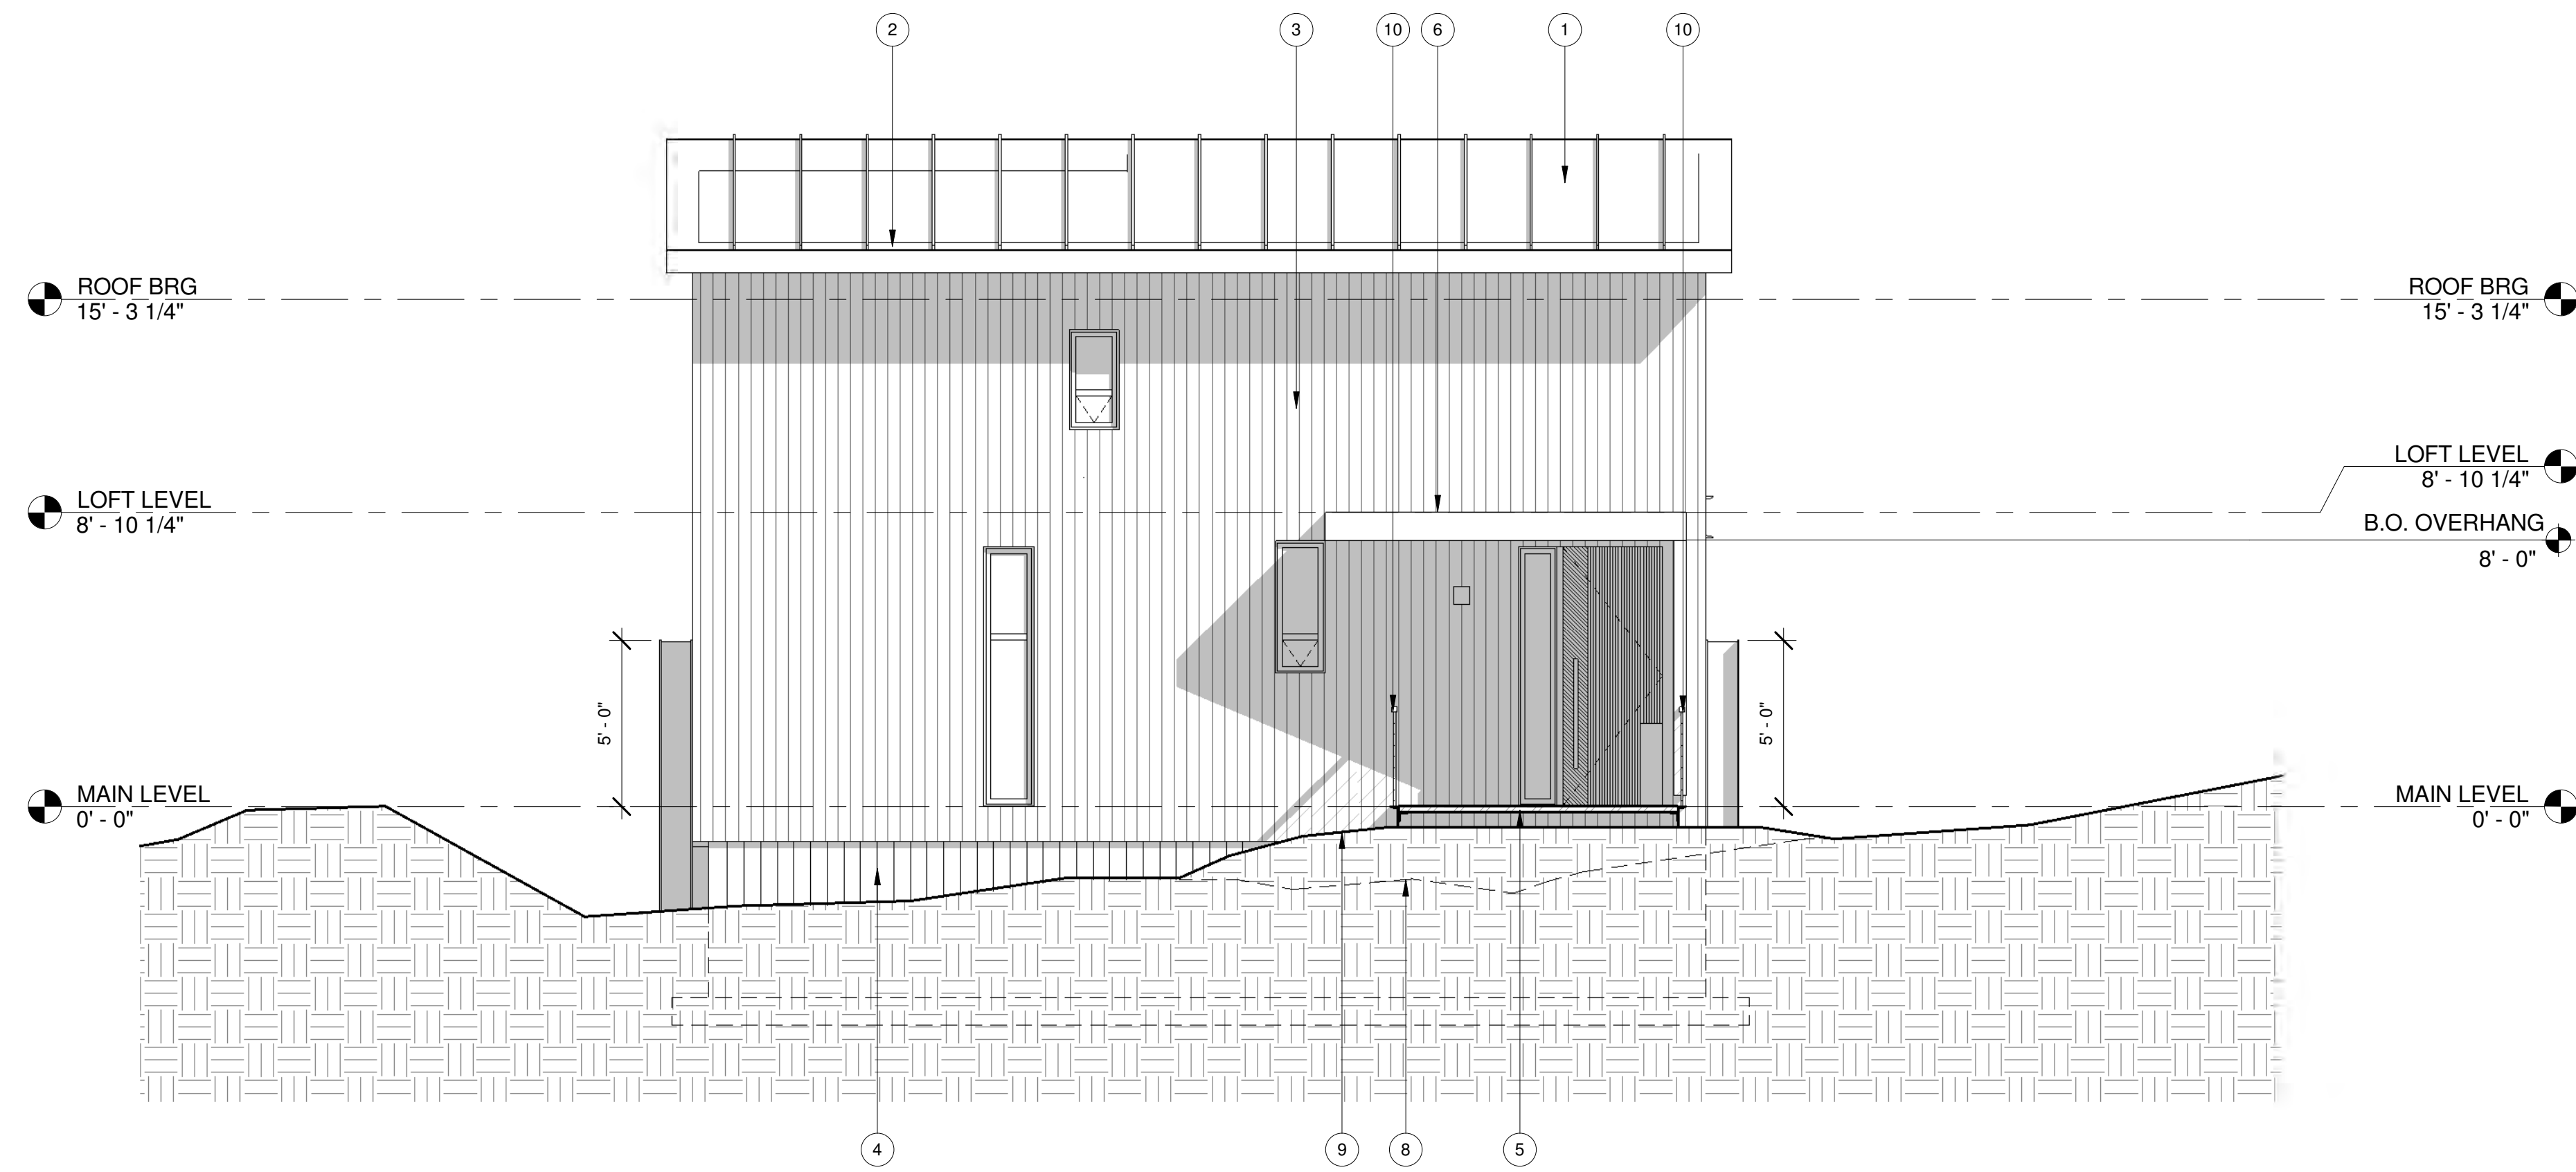 2
3
10
6
1
10
ROOF BRG
15' - 3 1/4"
ROOF BRG
15' - 3 1/4"
LOFT LEVEL
8' - 10 1/4"
LOFT LEVEL
8' - 10 1/4"
B.O. OVERHANG
8' - 0"
5' - 0"
5' - 0"
MAIN LEVEL
0' - 0"
MAIN LEVEL
0' - 0"
4
9
8
5